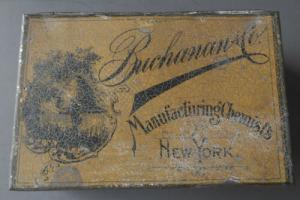 Buchanan & Co.
Manufacturing Chemists
New York.